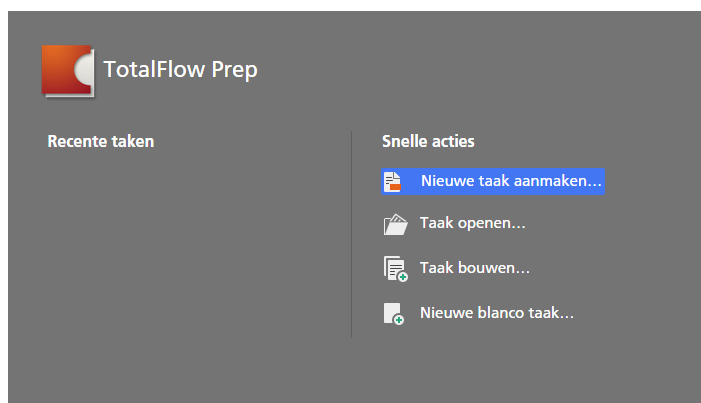 TotalFlow Prep
Recente taken
Snelle acties
Nieuwe taak aanmaken...
Taak openen...
Taak bouwen...
Nieuwe blanco taak...